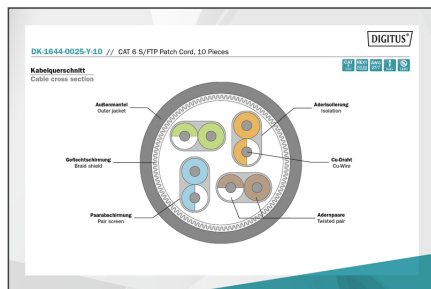 DIGITUS®
DK-1644-0025-Y-10 // CAT 6 S/FTP Patch Cord, 10 Pieces
Kabelquerschnitt
Cable cross section
Außenmantel
Outer jacket
Aderisolierung
Isolation
Geflechtschirmung
Braid shield
Cu-Draht
Cu-Wire
Paarabschirmung
Pair screen
Adernpaare
Twisted pair